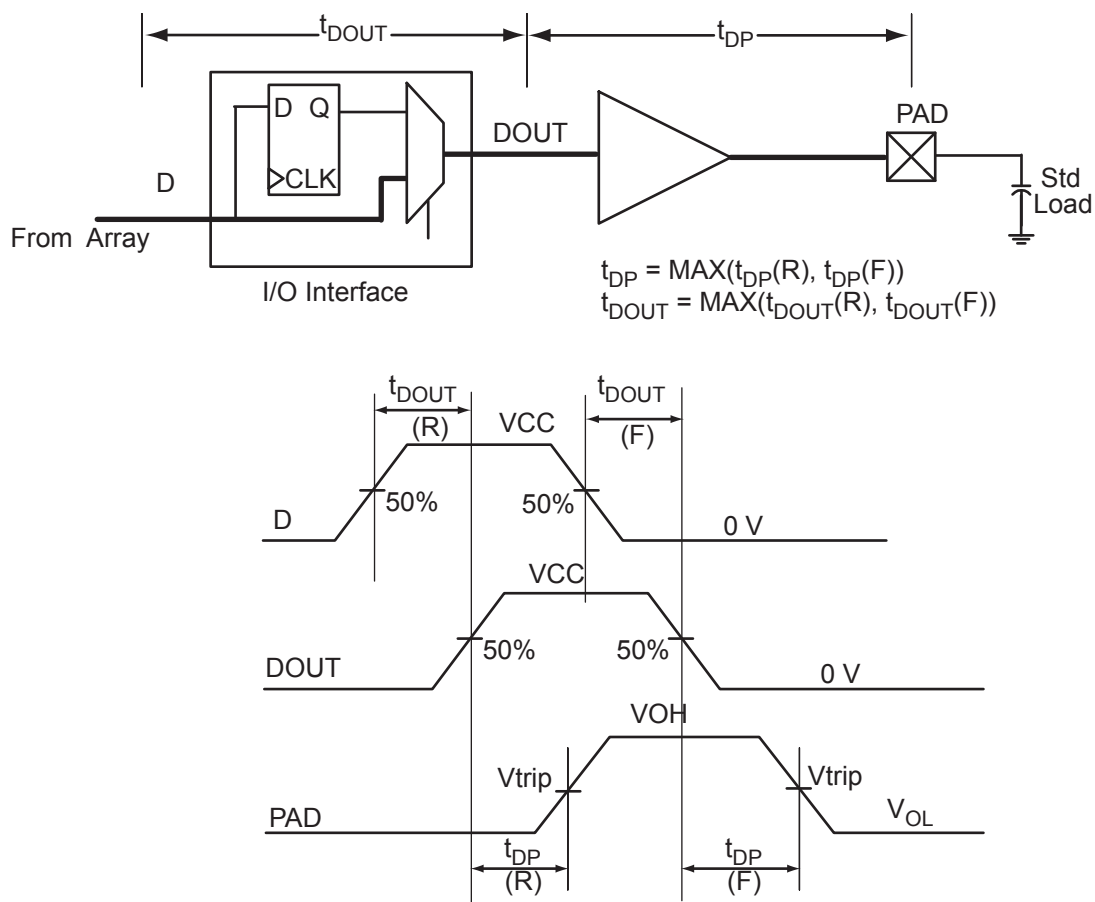 tDOUT
tDP
D Q
CLK
DOUT
PAD
D
From Array
Std
Load
I/O Interface
tDP = MAX(tDP(R), tDP(F))
tDOUT = MAX(tDOUT(R), tDOUT(F))
tDOUT
(R)
VCC
tDOUT
(F)
50%
50%
D
0 V
VCC
50%
50%
DOUT
0 V
VOH
Vtrip
Vtrip
PAD
VOL
tDP
(R)
tDP
(F)